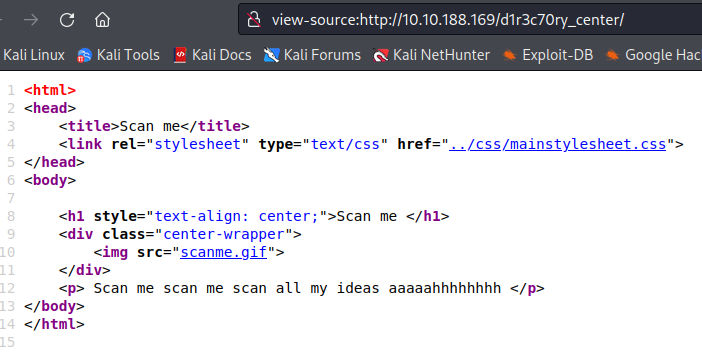 view-source:http://10.10.188.169/d1r3c70ry_center/
Kali Linux Kali Tools Kali Docs Kali Forums Kali NetHunter Exploit-DB Google Hac
1 <html>
2 <head>
3 <title>Scan me</title>
4 <link rel="stylesheet" type="text/css" href="../css/mainstylesheet.css">
5 </head>
6 <body>
7
8 <h1 style="text-align: center;">Scan me </h1>
9 <div class="center-wrapper">
10 <img src="scanme.gif">
11 </div>
12 <p> Scan me scan me scan all my ideas aaaaahhhhhhhh </p>
13 </body>
14 </html>
15